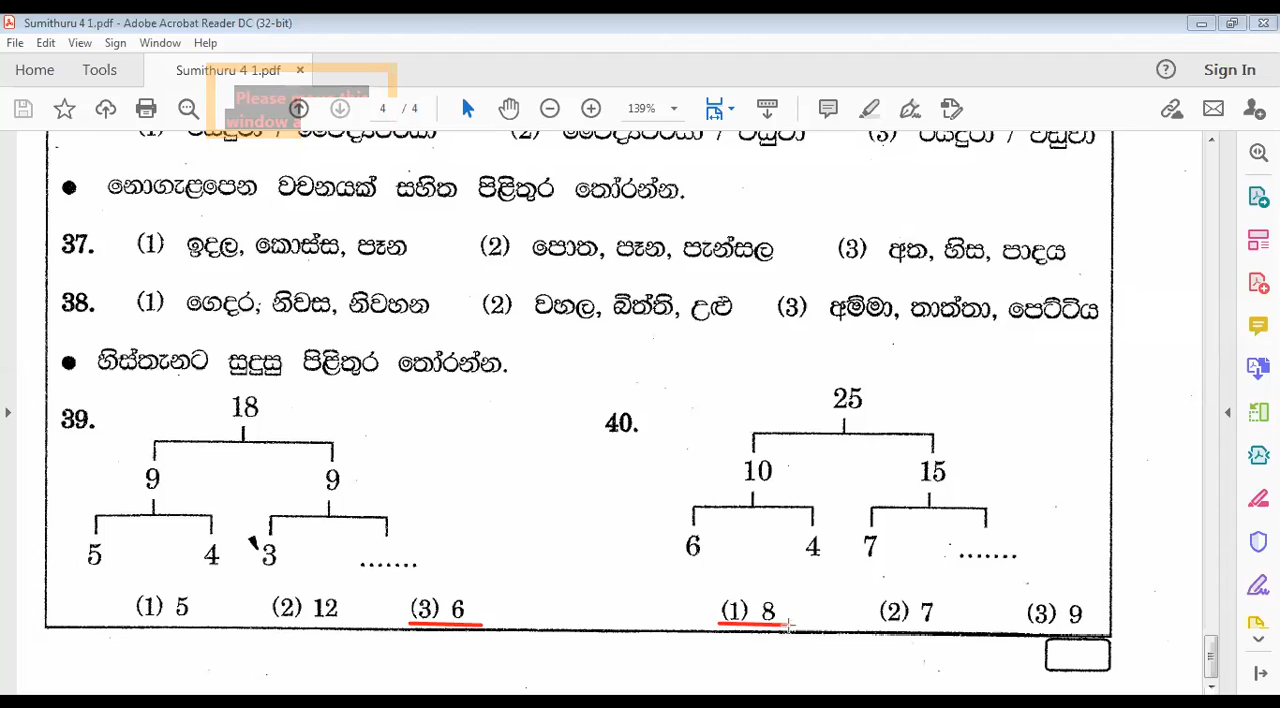 Sumithuru 4 1.pdf - Adobe Acrobat Reader DC (32-bit)
File Edit View Sign Window Help
Home Tools Sumithuru 4 1.pdf × Sign In
Please move this
window a
4 / 4 139%
● නොගැළපෙන වචනයක් සහිත පිළිතුර තෝරන්න.
37. (1) ඉදල, කොස්ස, පෑන (2) පොත, පෑන, පැන්සල (3) අත, හිස, පාදය
38. (1) ගෙදර, නිවස, නිවහන (2) වහල, බිත්ති, උළු (3) අම්මා, තාත්තා, පෙට්ටිය
● හිස්තැනට සුදුසු පිළිතුර තෝරන්න.
39. 18
9 9
5 4 3 .......
(1) 5 (2) 12 (3) 6
40. 25
10 15
6 4 7 .......
(1) 8 (2) 7 (3) 9